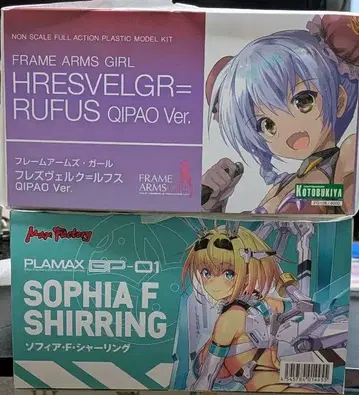 NON SCALE FULL ACTION PLASTIC MODEL KIT
FRAME ARMS GIRL
HRESVELGR=
RUFUS QIPAO Ver.
フレームアームズ・ガール
フレズヴェルク=ルフス
QIPAO Ver.
FRAME
ARMS
KOTOBUKIYA
Max Factory
PLAMAX GP-01
SOPHIA F
SHIRRING
ソフィア・F・シャーリング